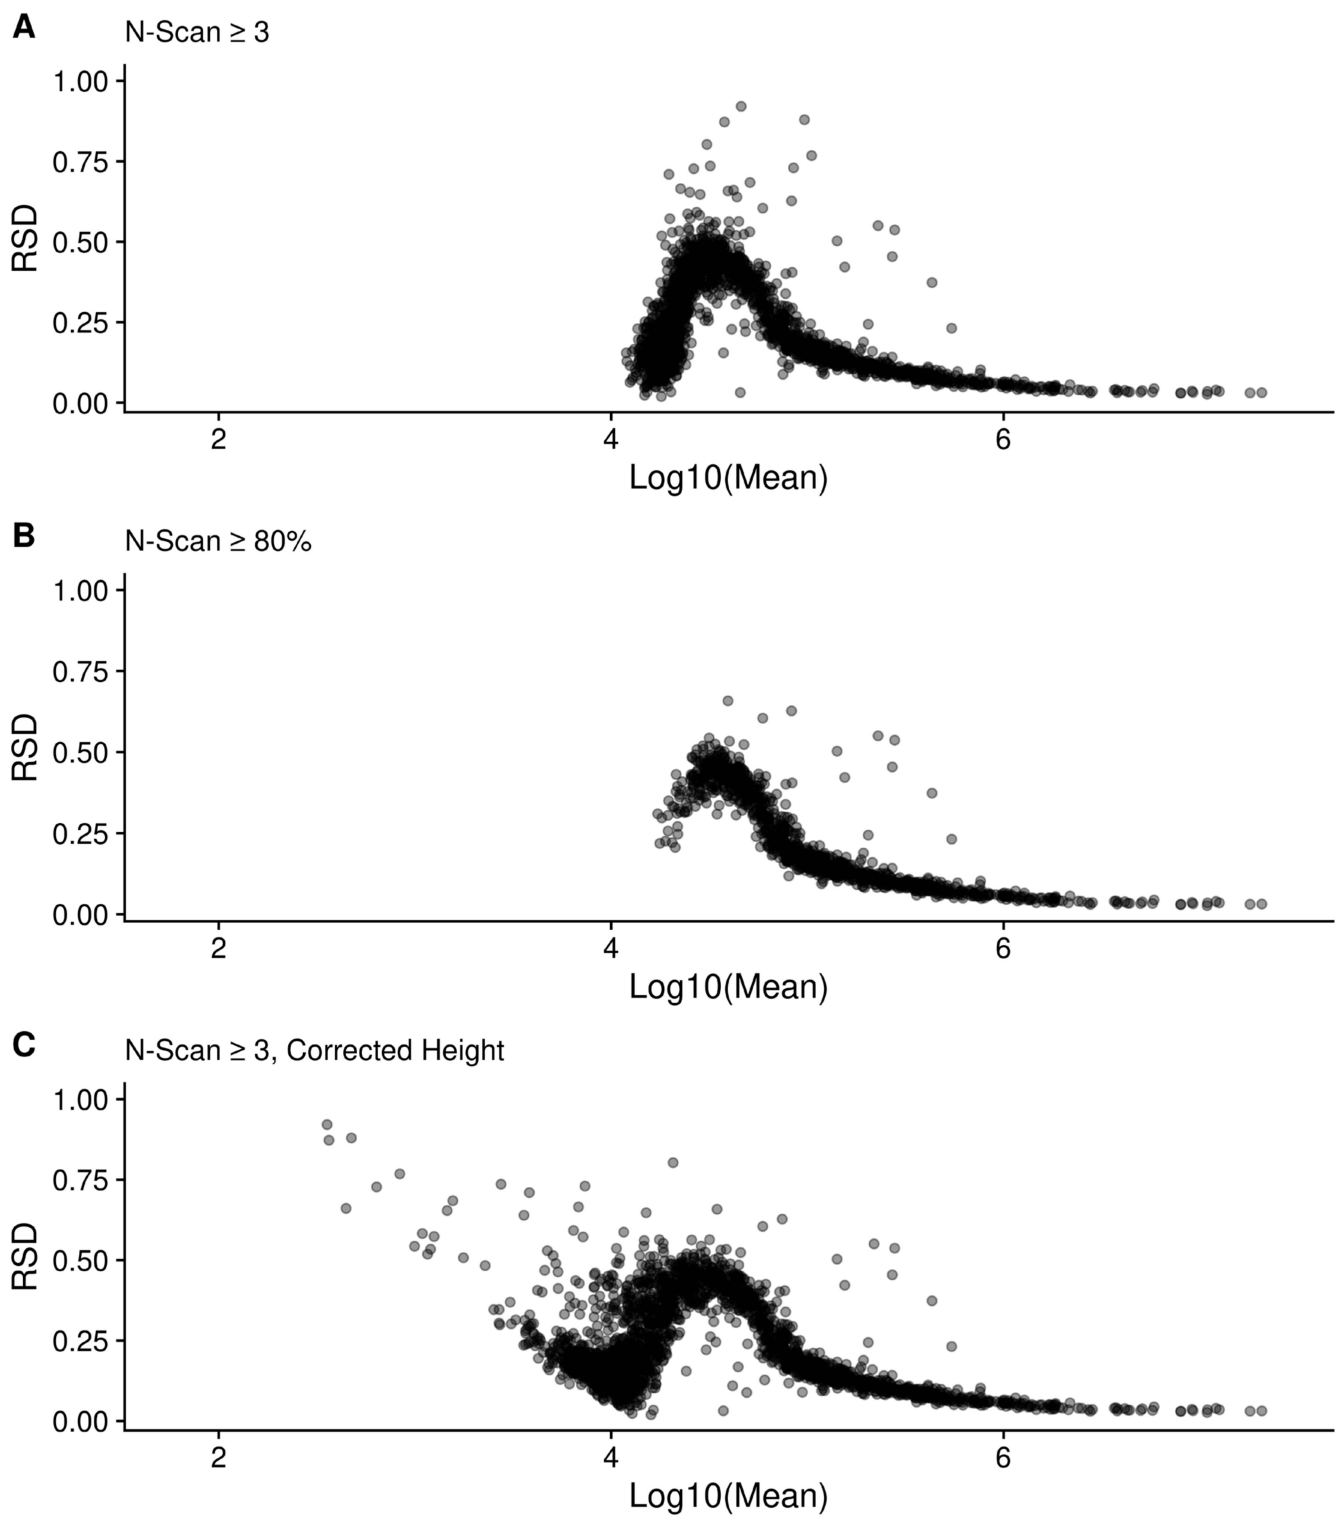 A N-Scan ≥ 3
1.00
0.75
0.50
0.25
0.00
RSD
2 4 6
Log10(Mean)
B N-Scan ≥ 80%
1.00
0.75
0.50
0.25
0.00
RSD
2 4 6
Log10(Mean)
C N-Scan ≥ 3, Corrected Height
1.00
0.75
0.50
0.25
0.00
RSD
2 4 6
Log10(Mean)